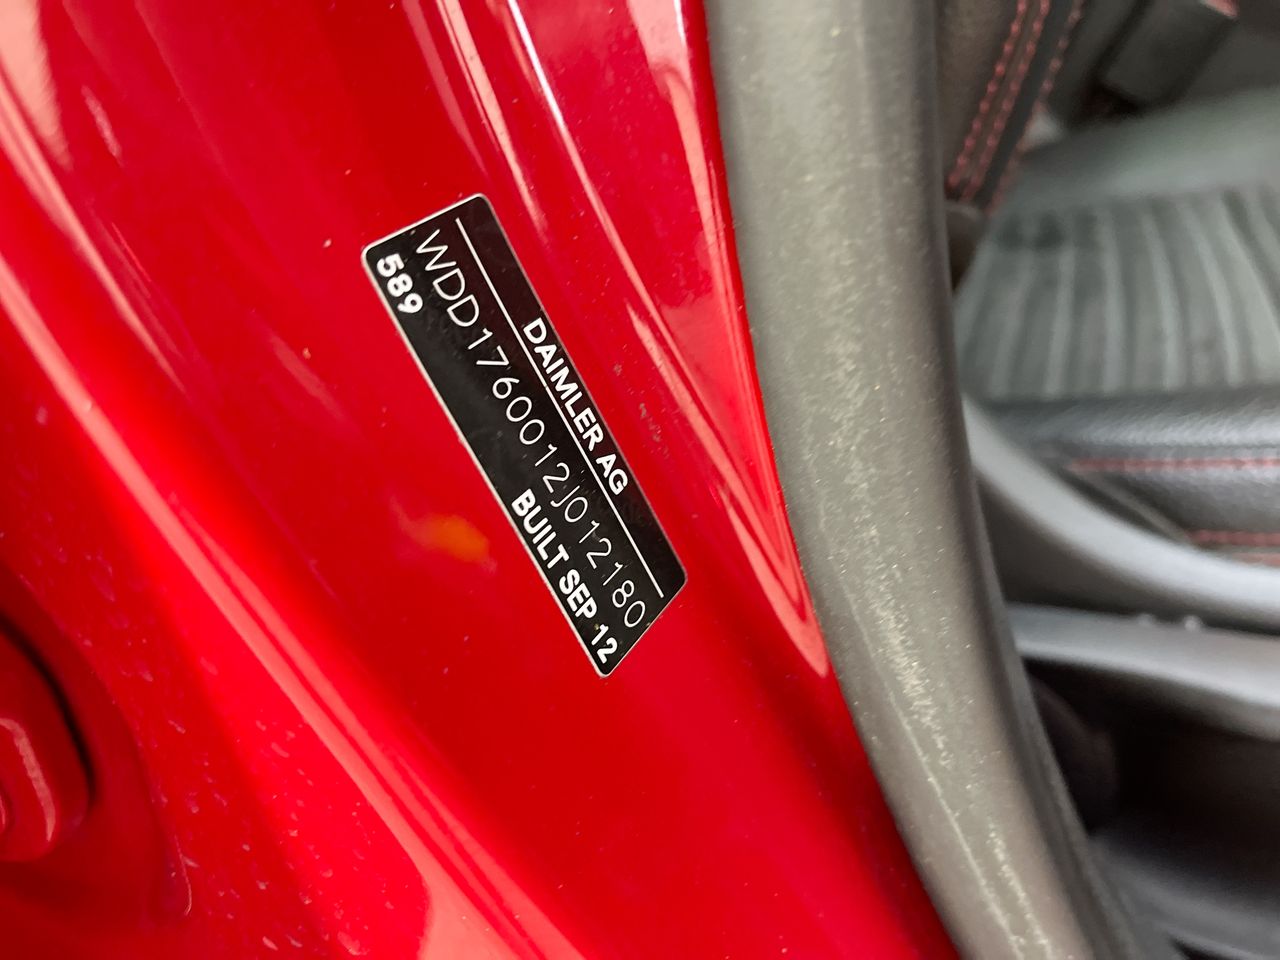 DAIMLER AG
WDD1760012J012180
589 BUILT SEP 12